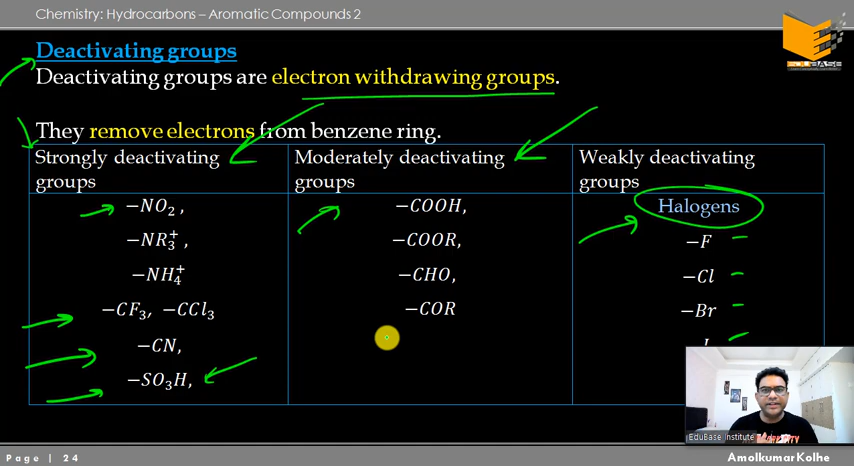 Chemistry: Hydrocarbons – Aromatic Compounds 2
EDUBASE
Deactivating groups
Deactivating groups are electron withdrawing groups.
They remove electrons from benzene ring.
Strongly deactivating
groups
−NO₂ ,
−NR₃⁺ ,
−NH₄⁺
−CF₃, −CCl₃
−CN,
−SO₃H,
Moderately deactivating
groups
−COOH,
−COOR,
−CHO,
−COR
Weakly deactivating
groups
Halogens
−F
−Cl
−Br
EduBase Institute
Page | 24
AmolkumarKolhe